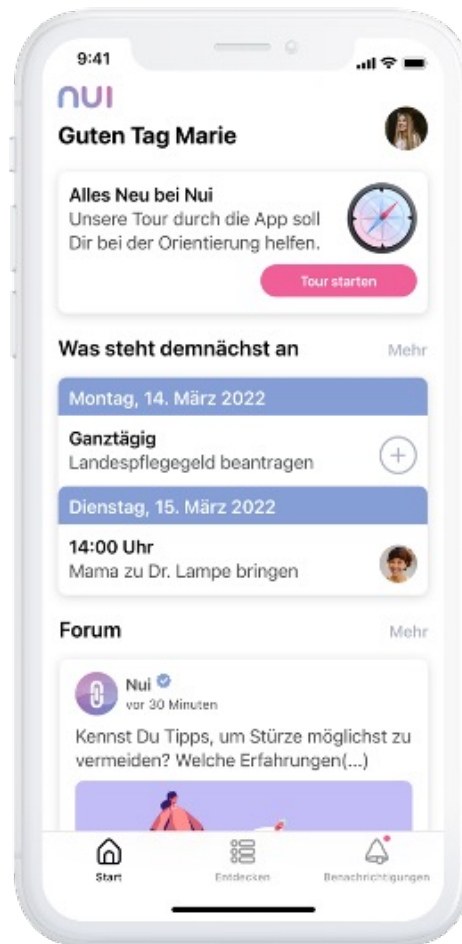 9:41
nui
Guten Tag Marie
Alles Neu bei Nui
Unsere Tour durch die App soll
Dir bei der Orientierung helfen.
Tour starten
Was steht demnächst an
Mehr
Montag, 14. März 2022
Ganztägig
Landespflegegeld beantragen
Dienstag, 15. März 2022
14:00 Uhr
Mama zu Dr. Lampe bringen
Forum
Mehr
Nui
vor 30 Minuten
Kennst Du Tipps, um Stürze möglichst zu
vermeiden? Welche Erfahrungen(...)
Start
Entdecken
Benachrichtigungen